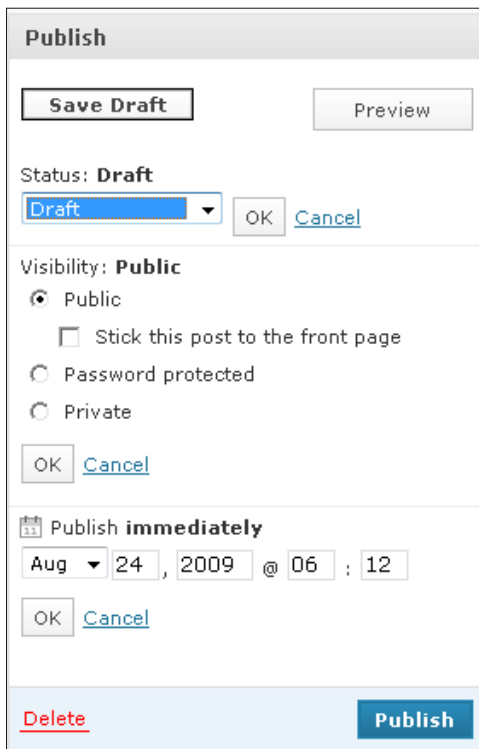 Publish
Save Draft
Preview
Status: Draft
Draft
OK Cancel
Visibility: Public
Public
Stick this post to the front page
Password protected
Private
OK Cancel
11 Publish immediately
Aug 24 , 2009 @ 06 : 12
OK Cancel
Delete
Publish